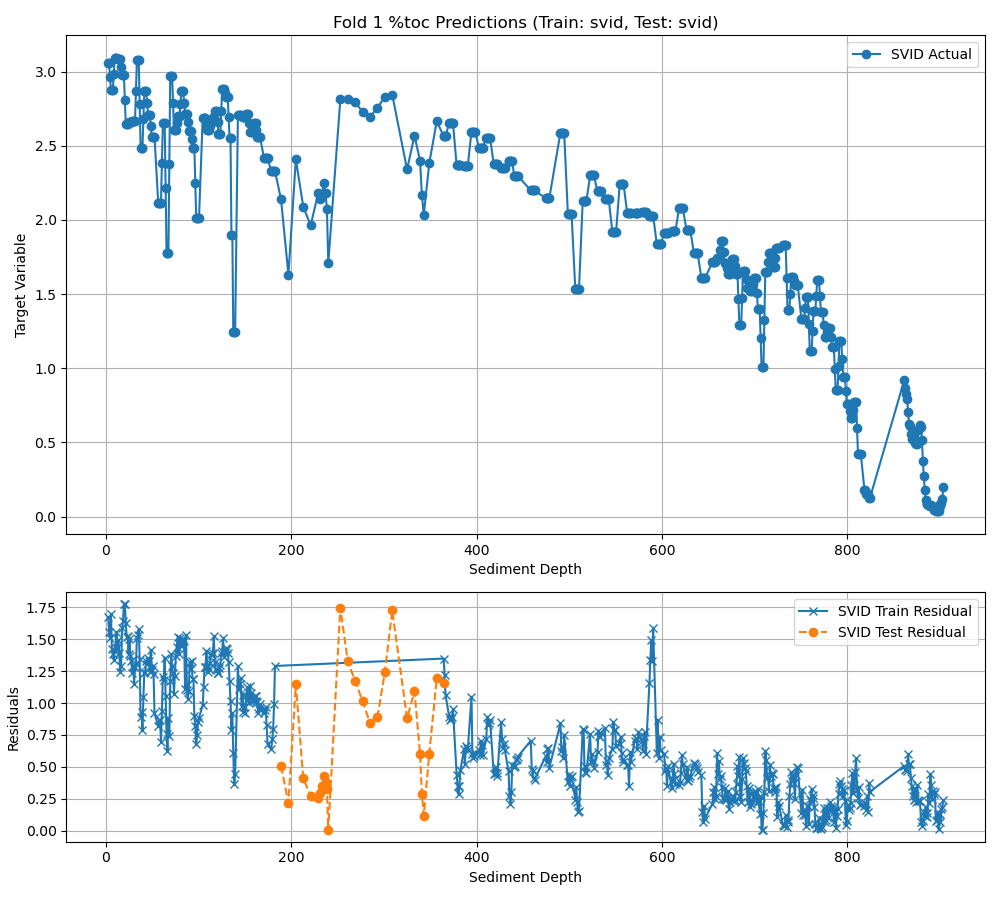 Fold 1 %toc Predictions (Train: svid, Test: svid)
SVID Actual
Target Variable
3.0
2.5
2.0
1.5
1.0
0.5
0.0
0 200 400 600 800
Sediment Depth
SVID Train Residual
SVID Test Residual
Residuals
1.75
1.50
1.25
1.00
0.75
0.50
0.25
0.00
0 200 400 600 800
Sediment Depth